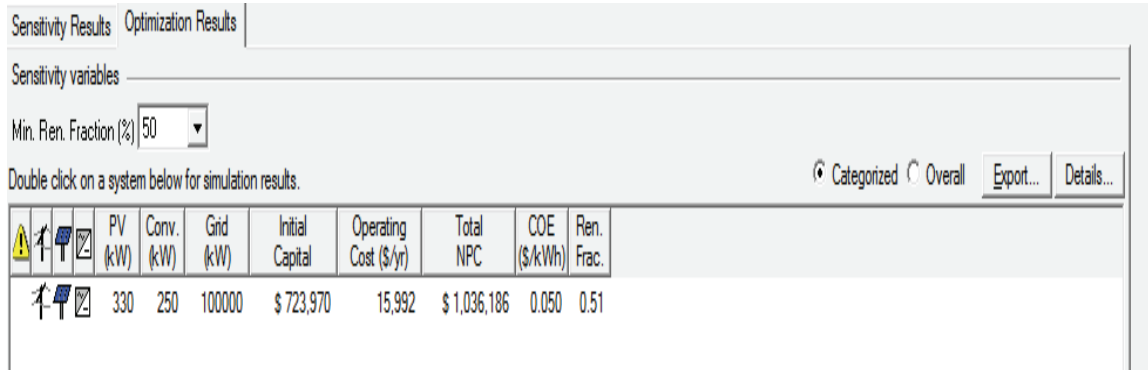 Sensitivity Results Optimization Results
Sensitivity variables
Min. Ren. Fraction (%) 50
Double click on a system below for simulation results.
Categorized Overall Export... Details...
PV (kW) Conv. (kW) Grid (kW) Initial Capital Operating Cost ($/yr) Total NPC COE ($/kWh) Ren. Frac.
330 250 100000 $ 723,970 15,992 $ 1,036,186 0.050 0.51